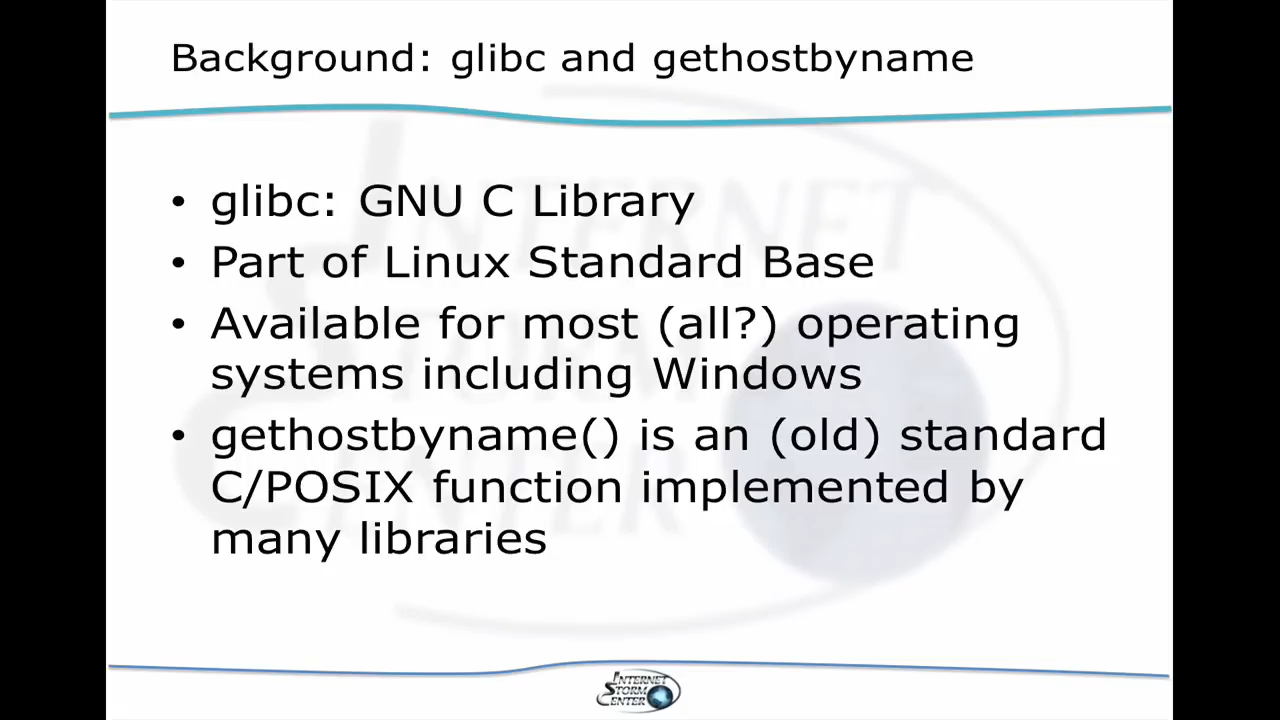 Background: glibc and gethostbyname
• glibc: GNU C Library
• Part of Linux Standard Base
• Available for most (all?) operating
systems including Windows
• gethostbyname() is an (old) standard
C/POSIX function implemented by
many libraries
INTERNET
STORM
CENTER